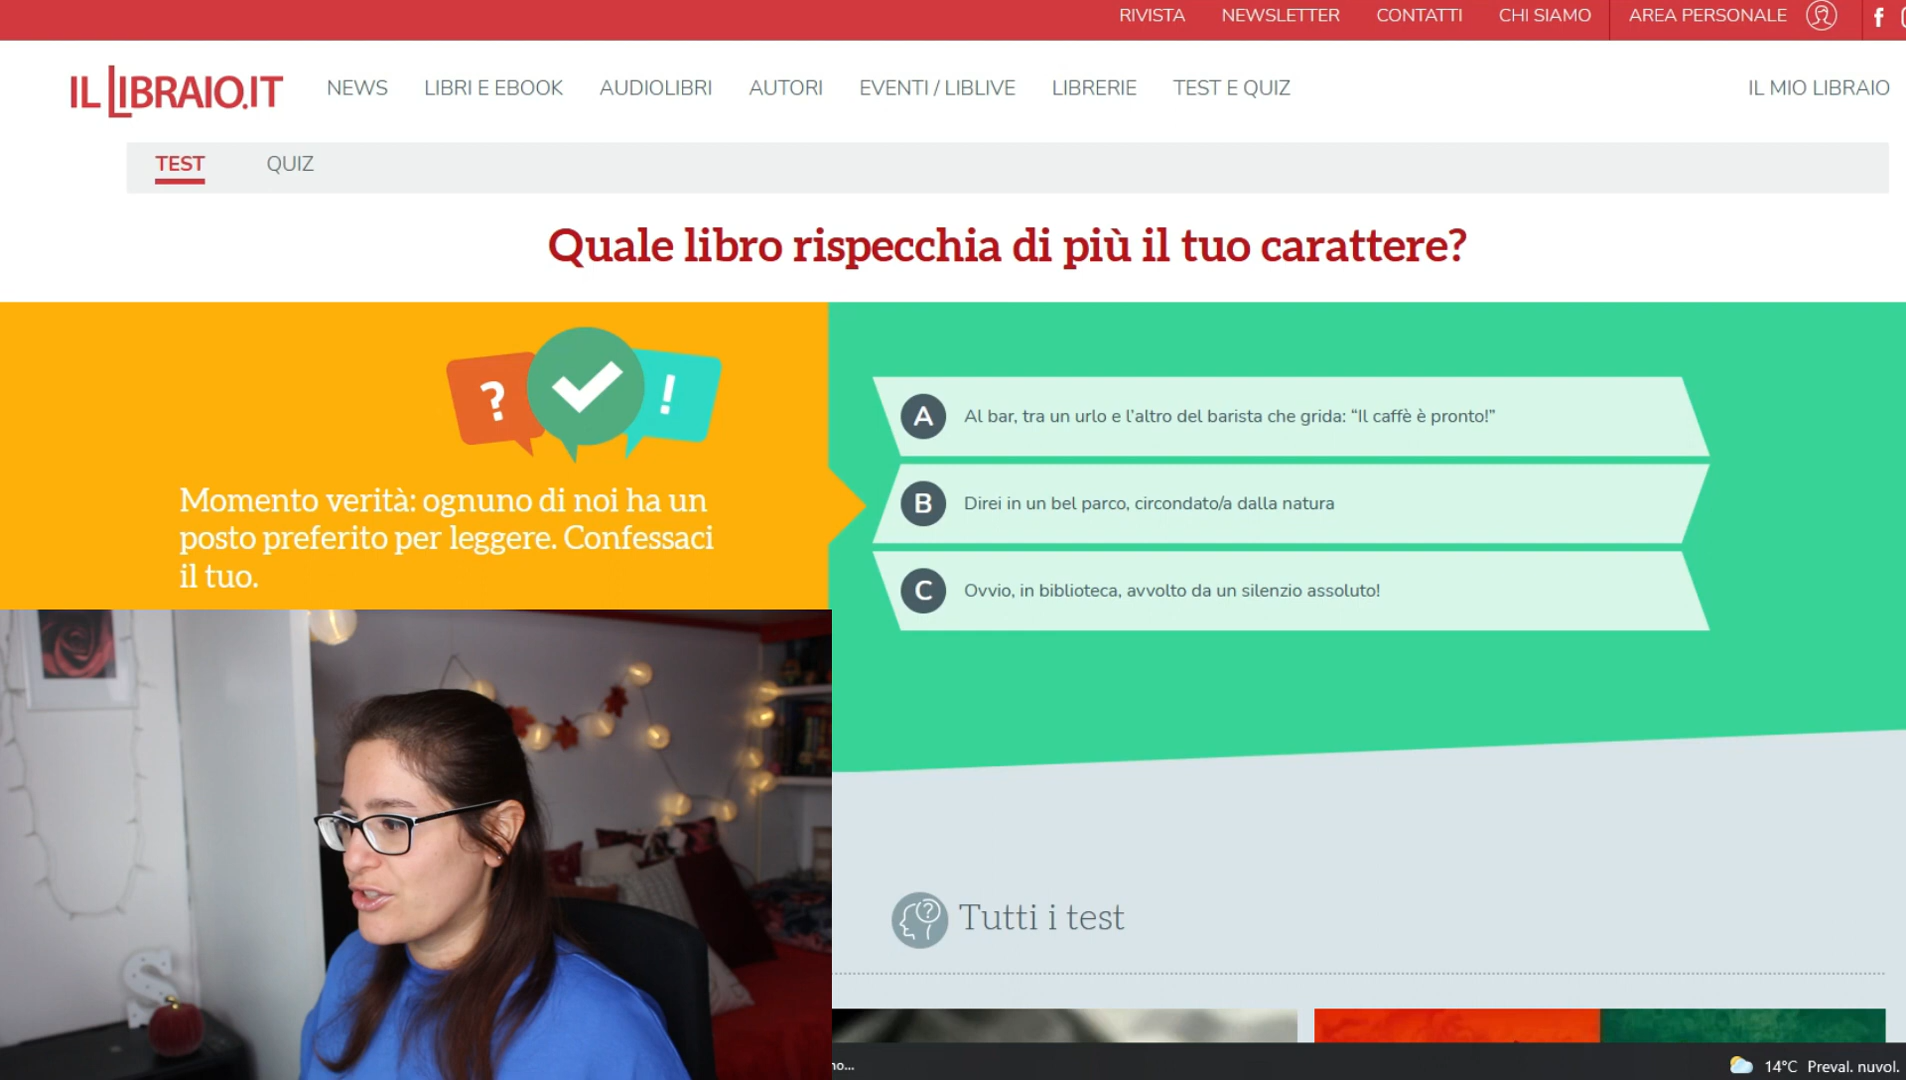 RIVISTA NEWSLETTER CONTATTI CHI SIAMO AREA PERSONALE
IL LIBRAIO.IT NEWS LIBRI E EBOOK AUDIOLIBRI AUTORI EVENTI / LIBLIVE LIBRERIE TEST E QUIZ IL MIO LIBRAIO
TEST QUIZ
Quale libro rispecchia di più il tuo carattere?
? !
Momento verità: ognuno di noi ha un
posto preferito per leggere. Confessaci
il tuo.
A Al bar, tra un urlo e l’altro del barista che grida: “Il caffè è pronto!”
B Direi in un bel parco, circondato/a dalla natura
C Ovvio, in biblioteca, avvolto da un silenzio assoluto!
S
Tutti i test
14°C Preval. nuvol.